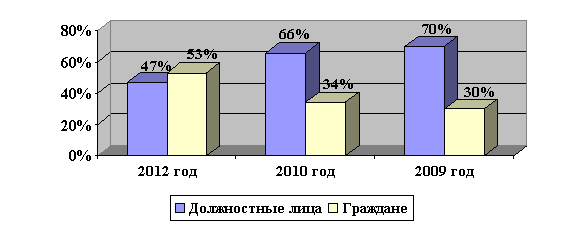 80%
60%
40%
20%
0%
47%
53%
66%
34%
70%
30%
2012 год
2010 год
2009 год
Должностные лица
Граждане